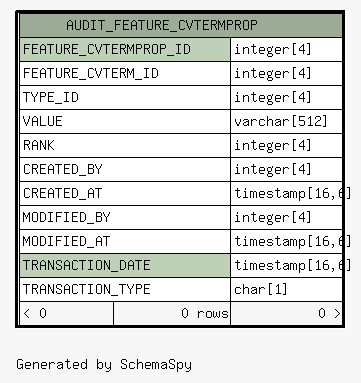 AUDIT_FEATURE_CVTERMPROP
FEATURE_CVTERMPROP_ID integer[4]
FEATURE_CVTERM_ID integer[4]
TYPE_ID integer[4]
VALUE varchar[512]
RANK integer[4]
CREATED_BY integer[4]
CREATED_AT timestamp[16,6]
MODIFIED_BY integer[4]
MODIFIED_AT timestamp[16,6]
TRANSACTION_DATE timestamp[16,6]
TRANSACTION_TYPE char[1]
< 0 0 rows 0 >
Generated by SchemaSpy